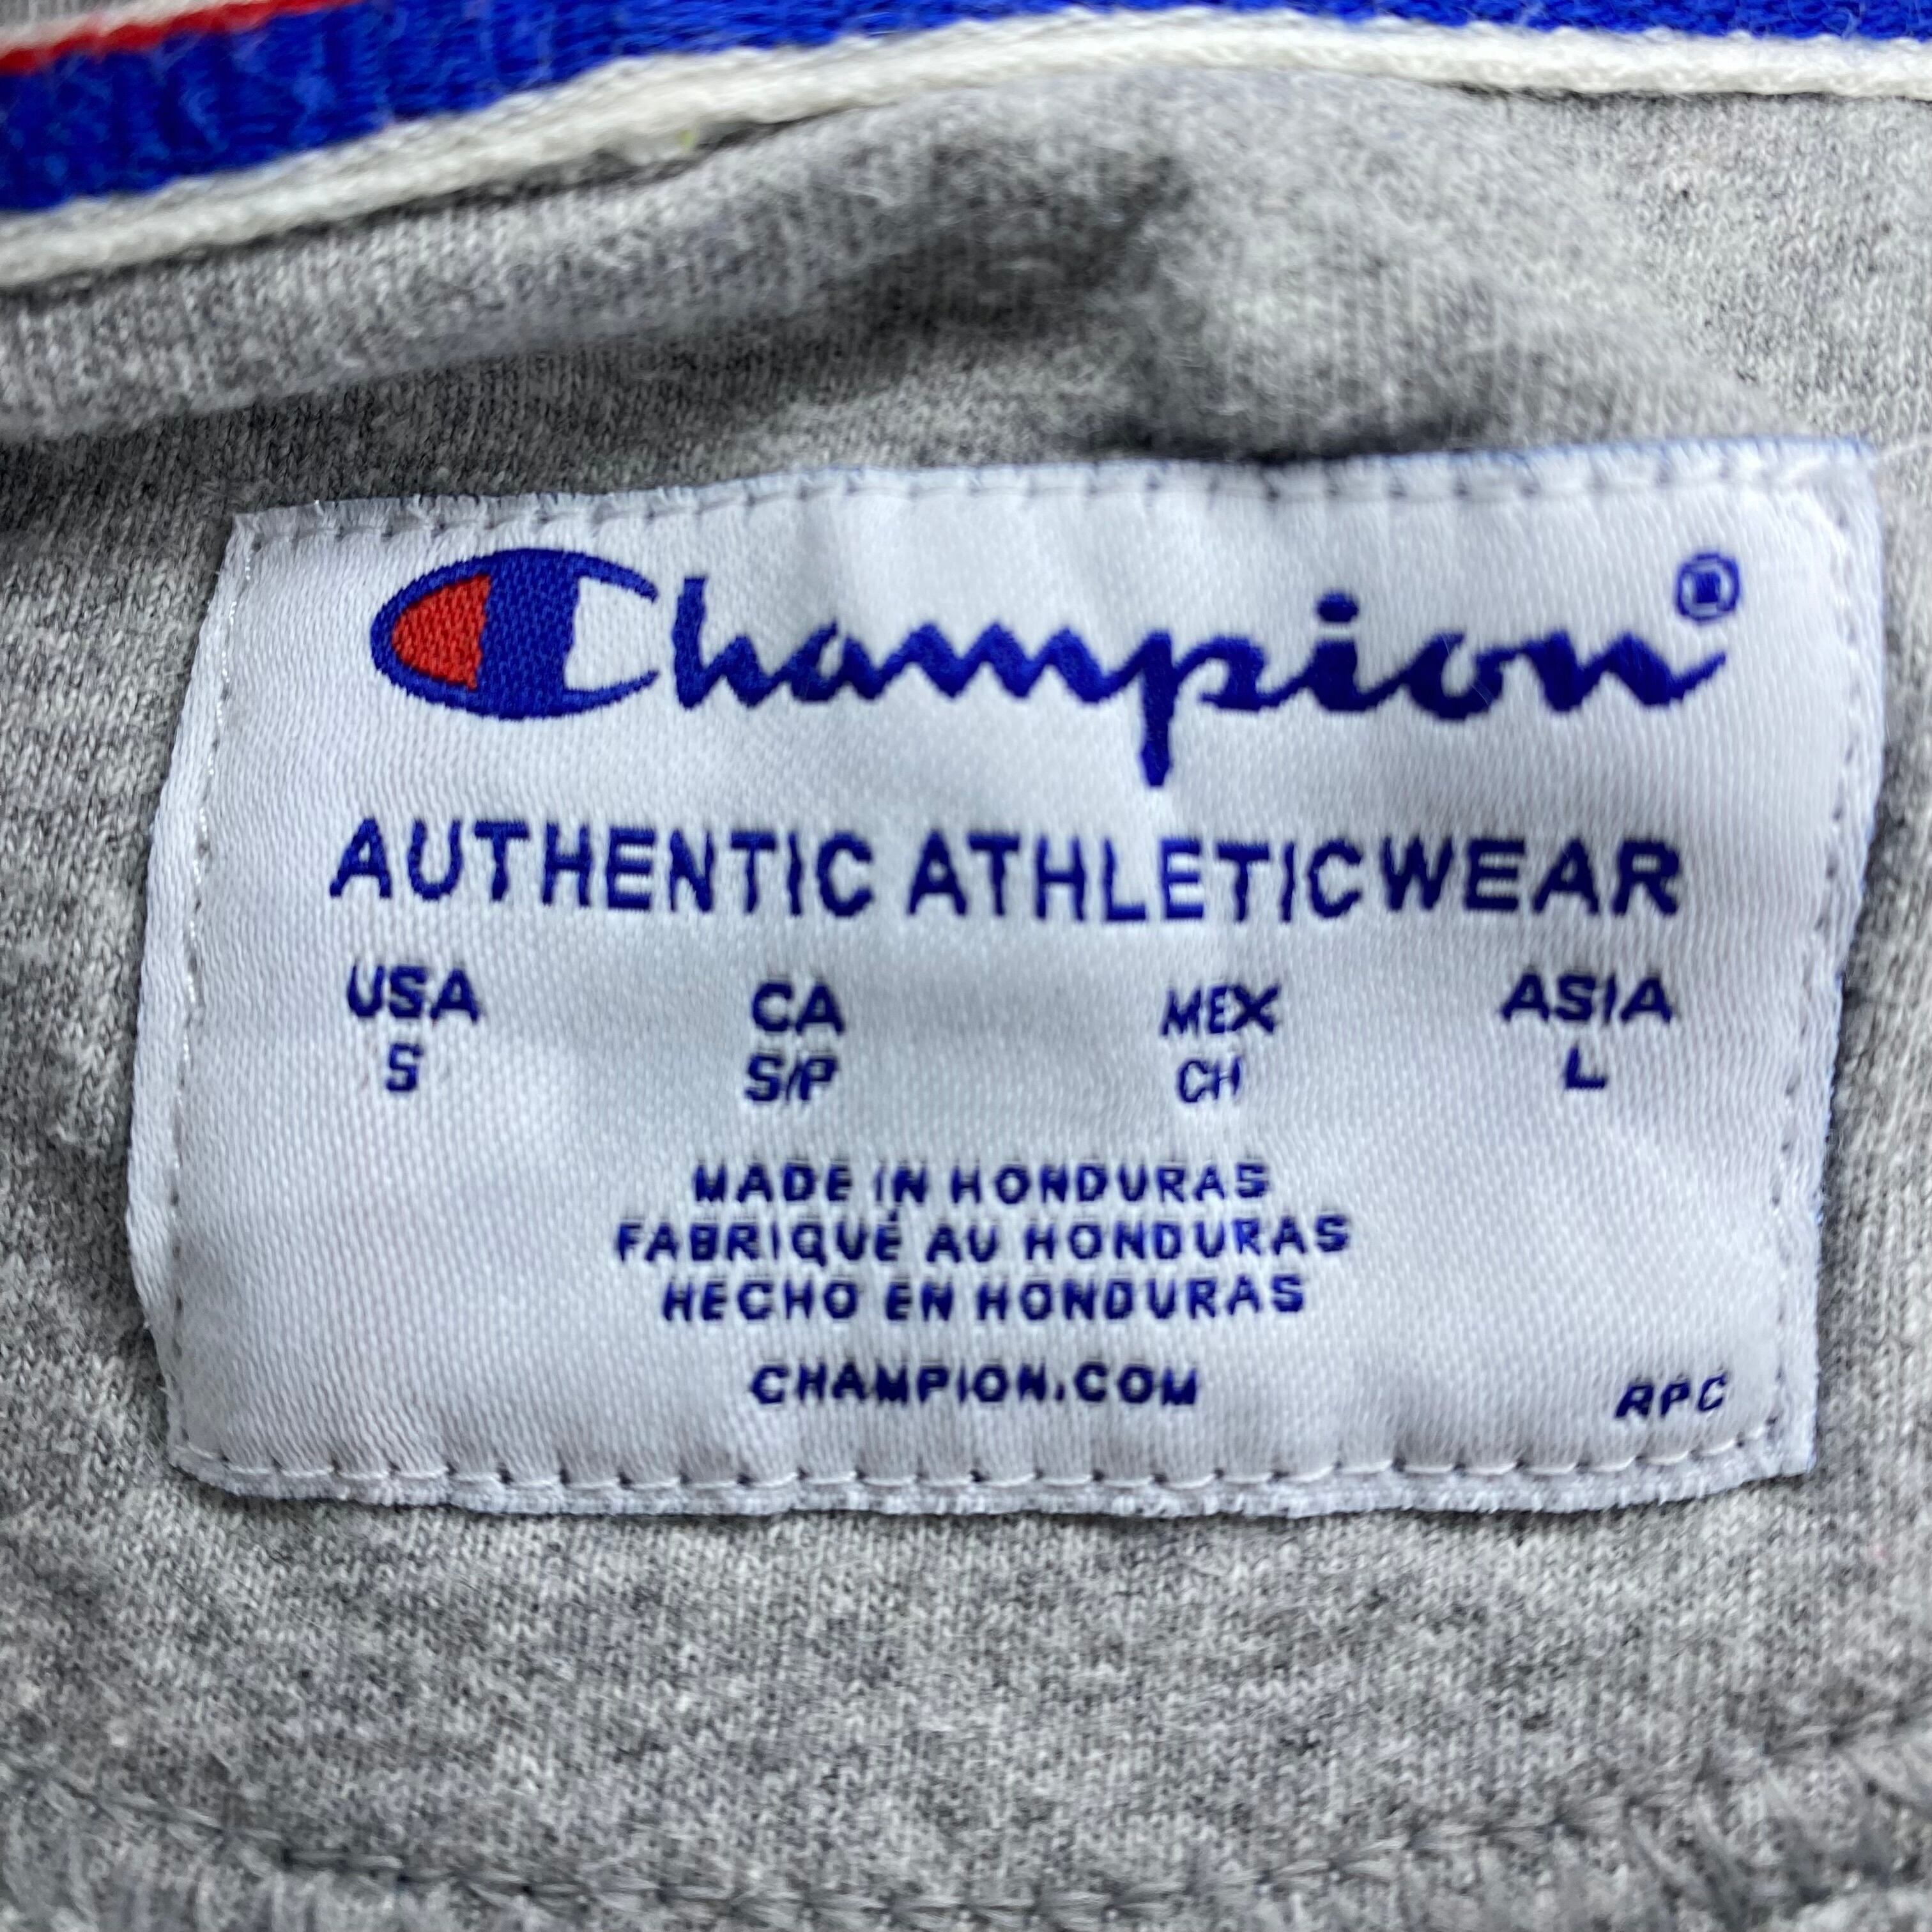 Champion®
AUTHENTIC ATHLETICWEAR
USA CA MEX ASIA
S S/P CH L
MADE IN HONDURAS
FABRIQUÉ AU HONDURAS
HECHO EN HONDURAS
CHAMPION.COM
RPC